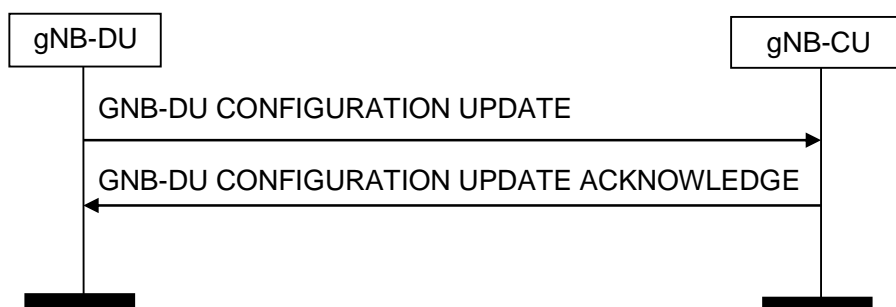 gNB-DU
gNB-CU
GNB-DU CONFIGURATION UPDATE
GNB-DU CONFIGURATION UPDATE ACKNOWLEDGE